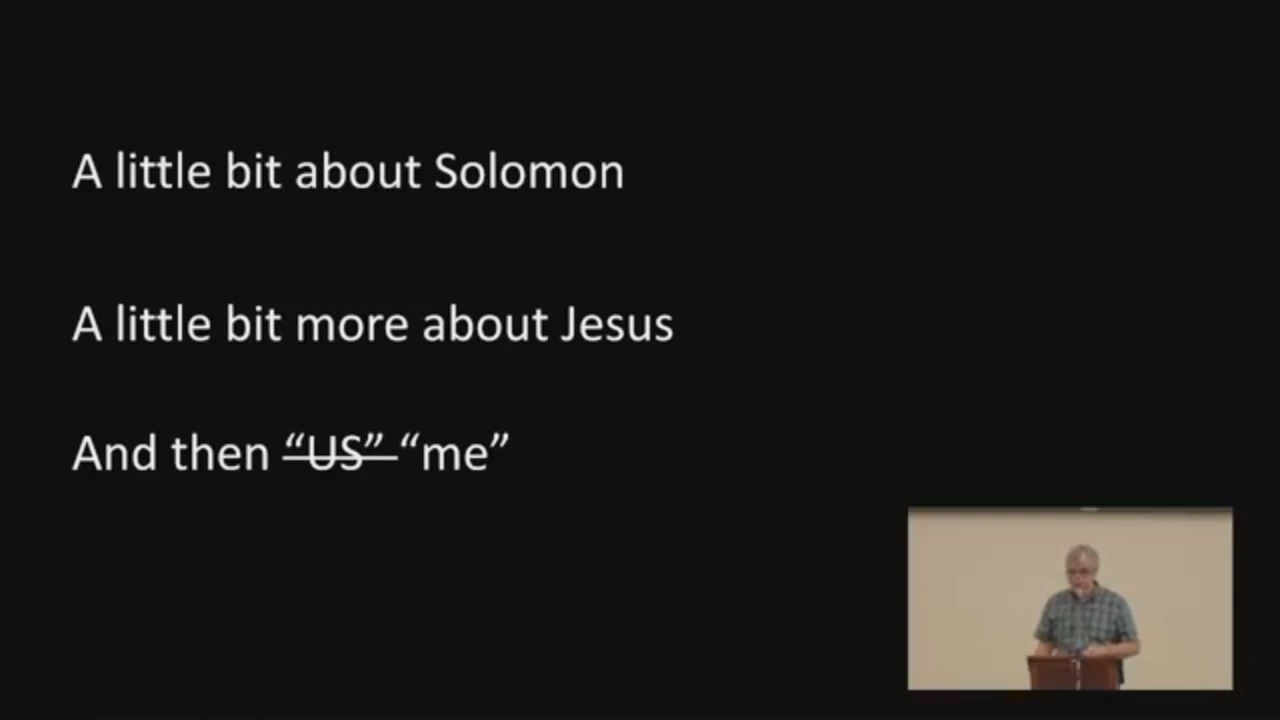 A little bit about Solomon
A little bit more about Jesus
And then “US” “me”